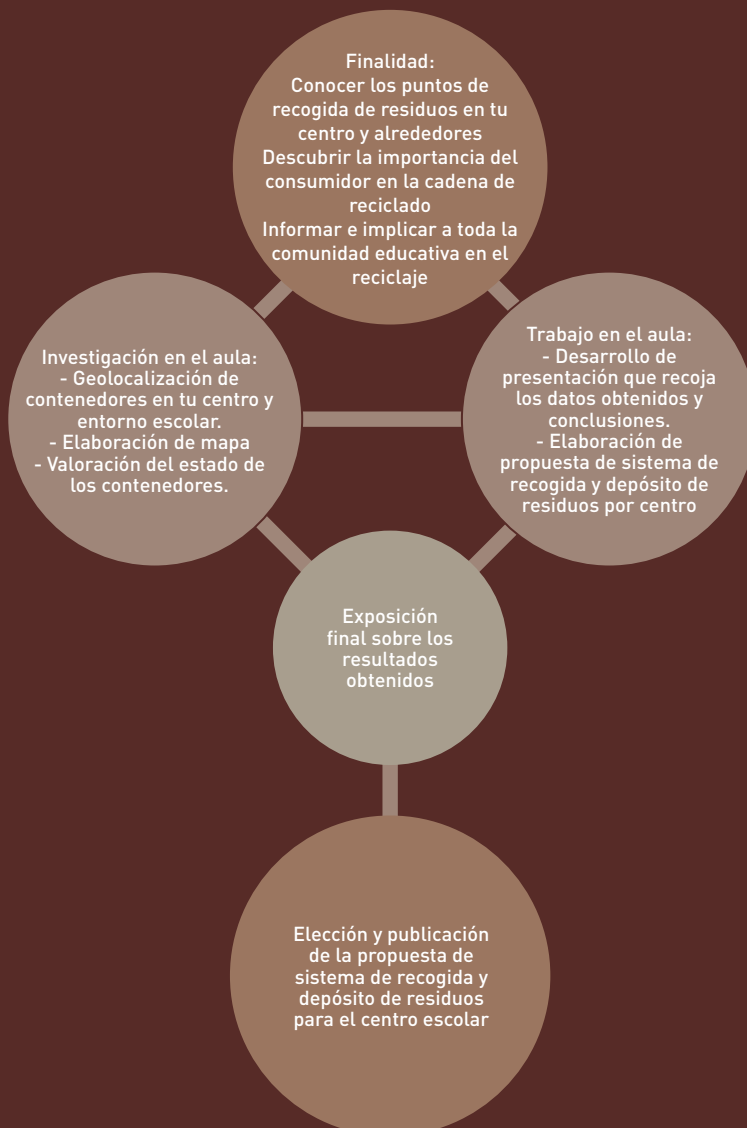 Finalidad:
Conocer los puntos de
recogida de residuos en tu
centro y alrededores
Descubrir la importancia del
consumidor en la cadena de
reciclado
Informar e implicar a toda la
comunidad educativa en el
reciclaje
Investigación en el aula:
- Geolocalización de
contenedores en tu centro y
entorno escolar.
- Elaboración de mapa
- Valoración del estado de
los contenedores.
Trabajo en el aula:
- Desarrollo de
presentación que recoja
los datos obtenidos y
conclusiones.
- Elaboración de
propuesta de sistema de
recogida y depósito de
residuos por centro
Exposición
final sobre los
resultados
obtenidos
Elección y publicación
de la propuesta de
sistema de recogida y
depósito de residuos
para el centro escolar